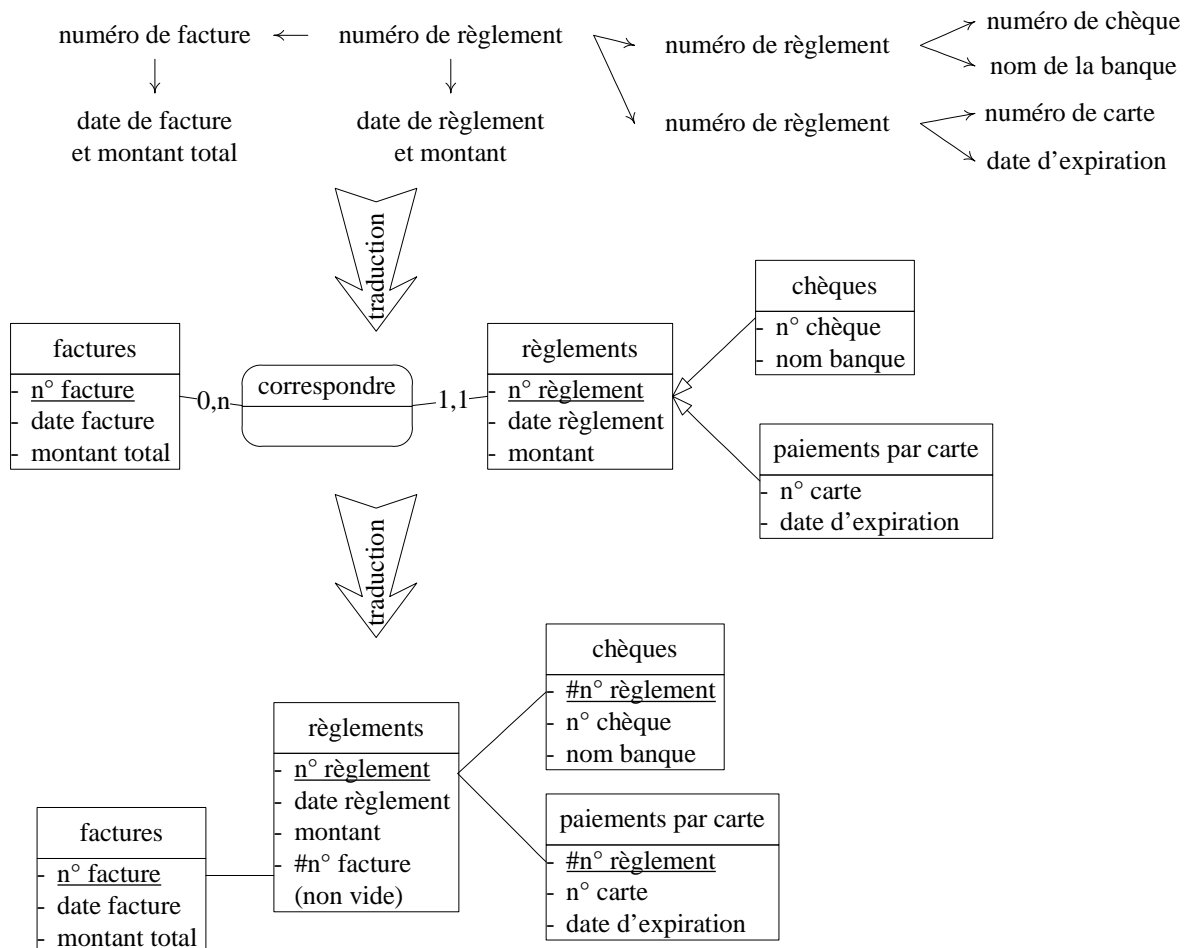 numéro de facture
numéro de règlement
date de facture
et montant total
date de règlement
et montant
numéro de règlement
numéro de chèque
nom de la banque
numéro de règlement
numéro de carte
date d’expiration
traduction
factures
- n° facture
- date facture
- montant total
0,n
correspondre
1,1
règlements
- n° règlement
- date règlement
- montant
chèques
- n° chèque
- nom banque
paiements par carte
- n° carte
- date d’expiration
traduction
factures
- n° facture
- date facture
- montant total
règlements
- n° règlement
- date règlement
- montant
- #n° facture
(non vide)
chèques
- #n° règlement
- n° chèque
- nom banque
paiements par carte
- #n° règlement
- n° carte
- date d’expiration